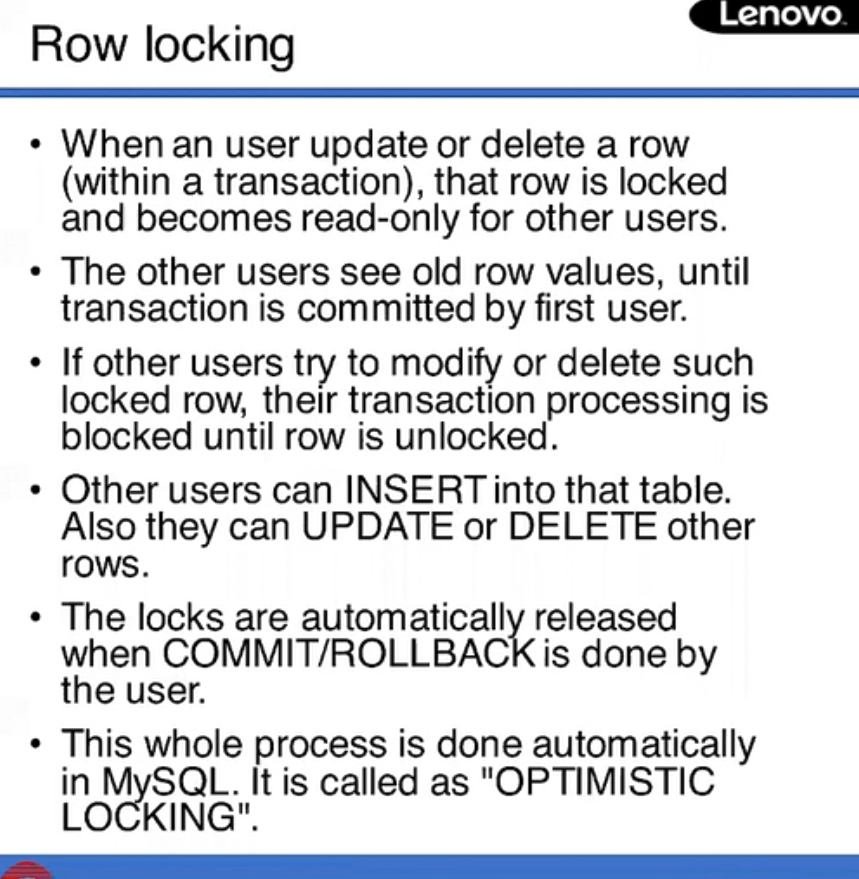 Lenovo
Row locking
• When an user update or delete a row
(within a transaction), that row is locked
and becomes read-only for other users.
• The other users see old row values, until
transaction is committed by first user.
• If other users try to modify or delete such
locked row, their transaction processing is
blocked until row is unlocked.
• Other users can INSERT into that table.
Also they can UPDATE or DELETE other
rows.
• The locks are automatically released
when COMMIT/ROLLBACK is done by
the user.
• This whole process is done automatically
in MySQL. It is called as "OPTIMISTIC
LOCKING".